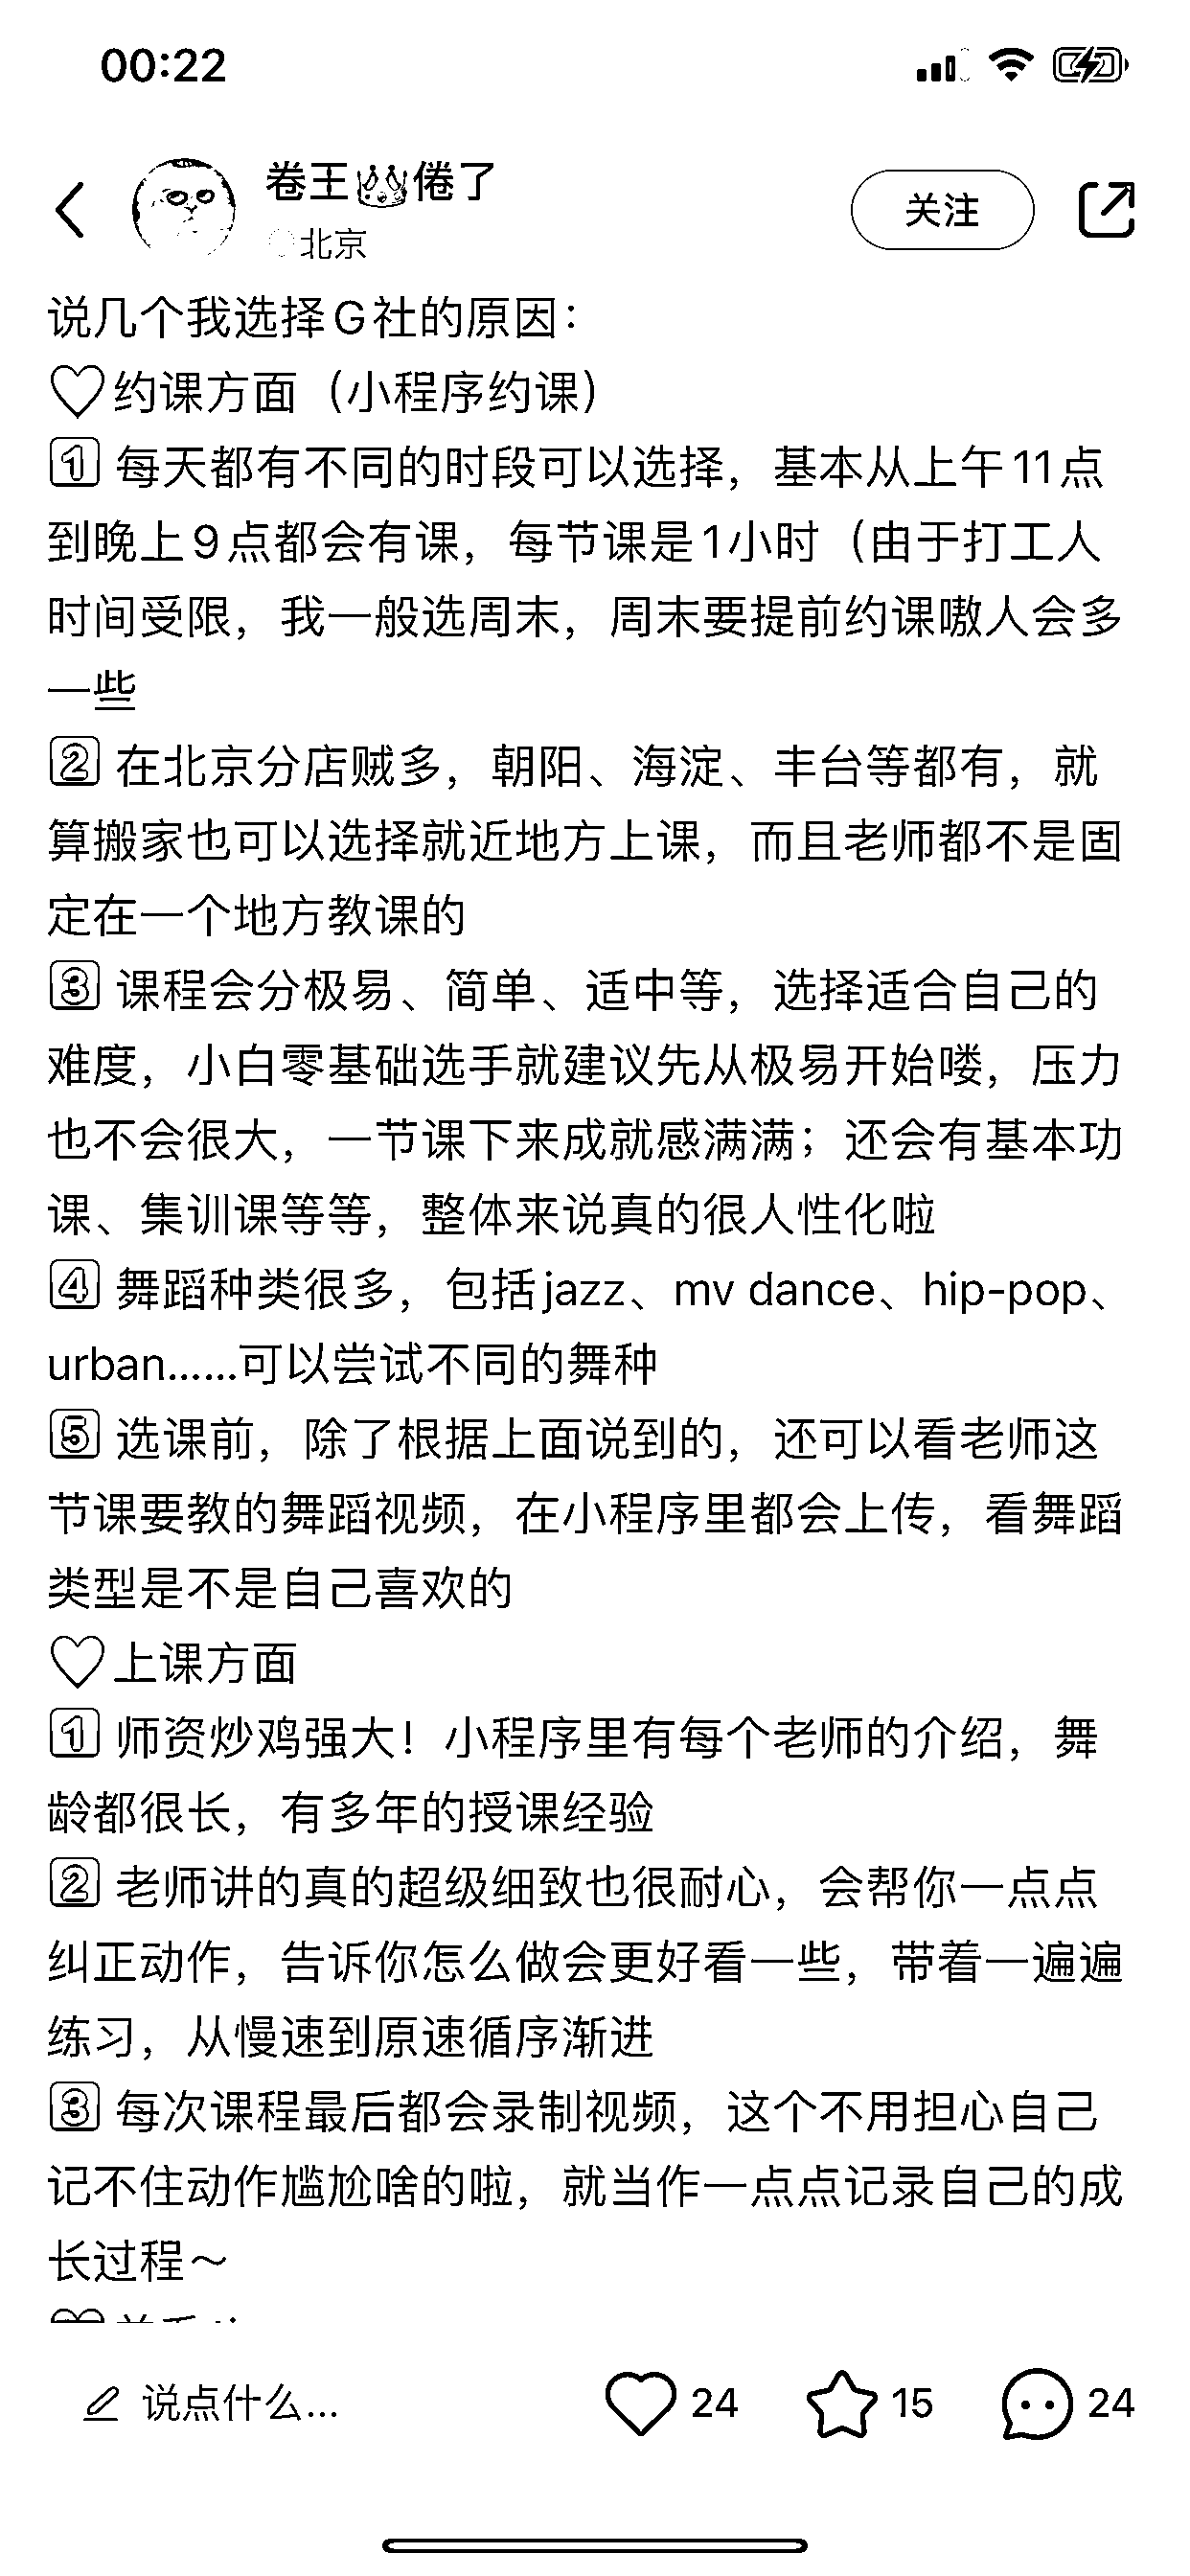 00:22
卷王👑倦了
北京
关注
说几个我选择G社的原因：
♡约课方面（小程序约课）
1️⃣ 每天都有不同的时段可以选择，基本从上午11点
到晚上9点都会有课，每节课是1小时（由于打工人
时间受限，我一般选周末，周末要提前约课嗷人会多
一些
2️⃣ 在北京分店贼多，朝阳、海淀、丰台等都有，就
算搬家也可以选择就近地方上课，而且老师都不是固
定在一个地方教课的
3️⃣ 课程会分极易、简单、适中等，选择适合自己的
难度，小白零基础选手就建议先从极易开始喽，压力
也不会很大，一节课下来成就感满满；还会有基本功
课、集训课等等，整体来说真的很人性化啦
4️⃣ 舞蹈种类很多，包括jazz、mv dance、hip-pop、
urban......可以尝试不同的舞种
5️⃣ 选课前，除了根据上面说到的，还可以看老师这
节课要教的舞蹈视频，在小程序里都会上传，看舞蹈
类型是不是自己喜欢的
♡上课方面
1️⃣ 师资炒鸡强大！小程序里有每个老师的介绍，舞
龄都很长，有多年的授课经验
2️⃣ 老师讲的真的超级细致也很耐心，会帮你一点点
纠正动作，告诉你怎么做会更好看一些，带着一遍遍
练习，从慢速到原速循序渐进
3️⃣ 每次课程最后都会录制视频，这个不用担心自己
记不住动作尴尬啥的啦，就当作一点点记录自己的成
长过程～
说点什么...
24
15
24